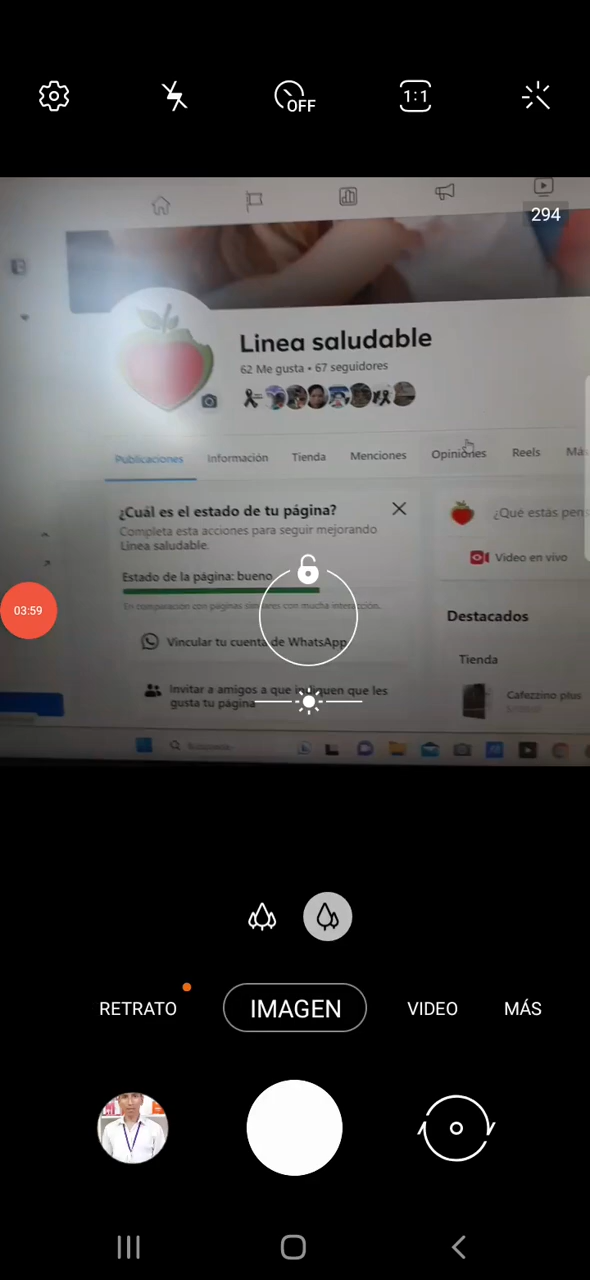 OFF
1:1
294
Linea saludable
62 Me gusta • 67 seguidores
Publicaciones Información Tienda Menciones Opiniones Reels Más
¿Cuál es el estado de tu página?
Completa esta acciones para seguir mejorando
Linea saludable.
Estado de la página: bueno
En comparación con páginas similares con mucha interacción.
Vincular tu cuenta de WhatsApp
Invitar a amigos a que indiquen que les
gusta tu página
¿Qué estás pen
Video en vivo
Destacados
Tienda
Cafezzino plus
03:59
RETRATO IMAGEN VIDEO MÁS